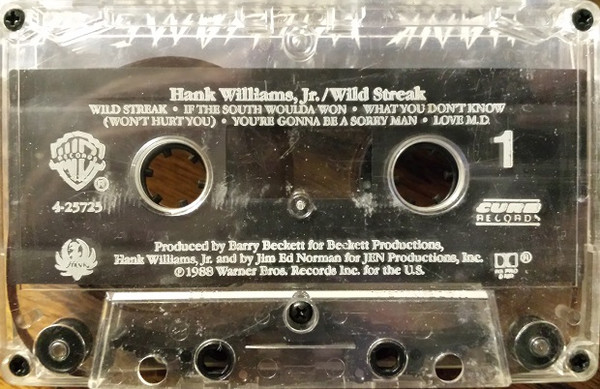 Hank Williams, Jr./Wild Streak
WILD STREAK • IF THE SOUTH WOULDA WON • WHAT YOU DON'T KNOW
(WON'T HURT YOU) • YOU'RE GONNA BE A SORRY MAN • LOVE M.D.
1
RECORDS
®
4-25725
CURB
RECORDS
Produced by Barry Beckett for Beckett Productions,
Hank Williams, Jr. and by Jim Ed Norman for JEN Productions, Inc.
℗ 1988 Warner Bros. Records Inc. for the U.S.
®
HX PRO